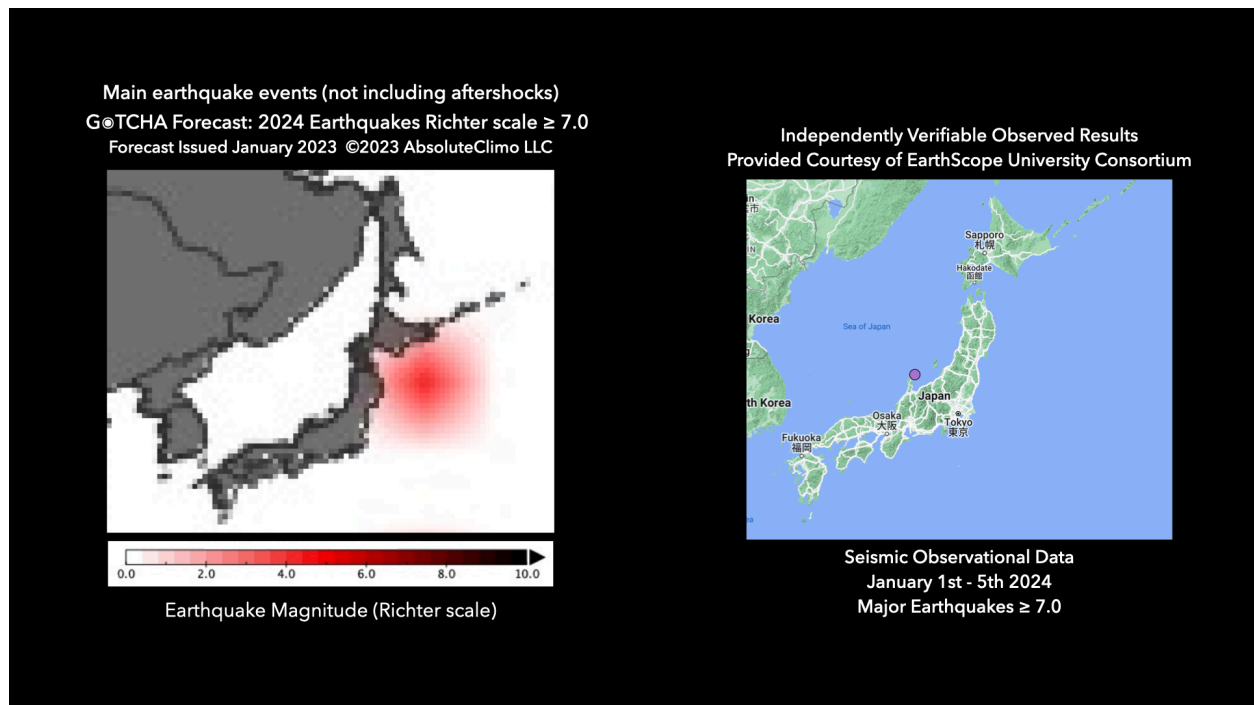 Main earthquake events (not including aftershocks)
G◉TCHA Forecast: 2024 Earthquakes Richter scale ≥ 7.0
Forecast Issued January 2023 ©2023 AbsoluteClimo LLC
0.0 2.0 4.0 6.0 8.0 10.0
Earthquake Magnitude (Richter scale)
Independently Verifiable Observed Results
Provided Courtesy of EarthScope University Consortium
Sapporo
札幌
Hakodate
函館
Korea
Sea of Japan
th Korea
Japan
Osaka
大阪
Tokyo
東京
Fukuoka
福岡
Seismic Observational Data
January 1st - 5th 2024
Major Earthquakes ≥ 7.0